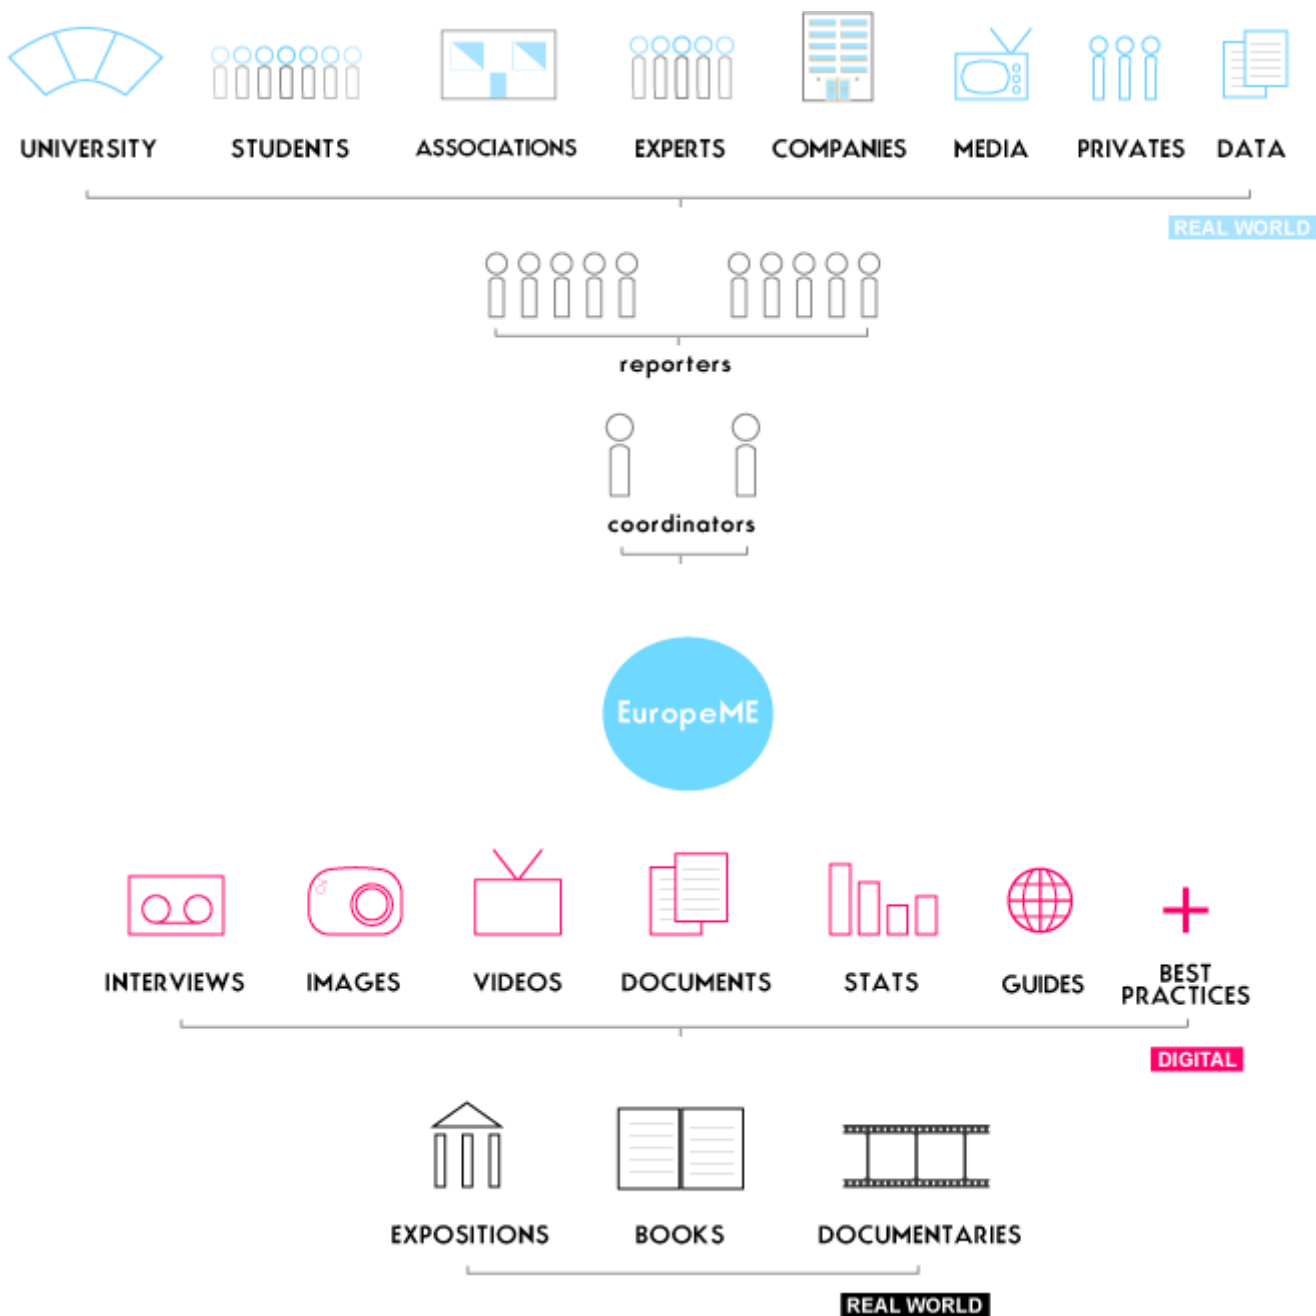 UNIVERSITY STUDENTS ASSOCIATIONS EXPERTS COMPANIES MEDIA PRIVATES DATA
REAL WORLD
reporters
coordinators
EuropeME
INTERVIEWS IMAGES VIDEOS DOCUMENTS STATS GUIDES BEST PRACTICES
DIGITAL
EXPOSITIONS BOOKS DOCUMENTARIES
REAL WORLD